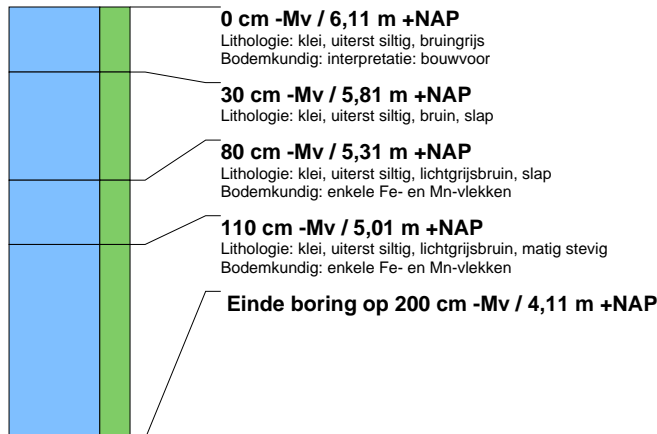 0 cm -Mv / 6,11 m +NAP
Lithologie: klei, uiterst siltig, bruingrijs
Bodemkundig: interpretatie: bouwvoor
30 cm -Mv / 5,81 m +NAP
Lithologie: klei, uiterst siltig, bruin, slap
80 cm -Mv / 5,31 m +NAP
Lithologie: klei, uiterst siltig, lichtgrijsbruin, slap
Bodemkundig: enkele Fe- en Mn-vlekken
110 cm -Mv / 5,01 m +NAP
Lithologie: klei, uiterst siltig, lichtgrijsbruin, matig stevig
Bodemkundig: enkele Fe- en Mn-vlekken
Einde boring op 200 cm -Mv / 4,11 m +NAP